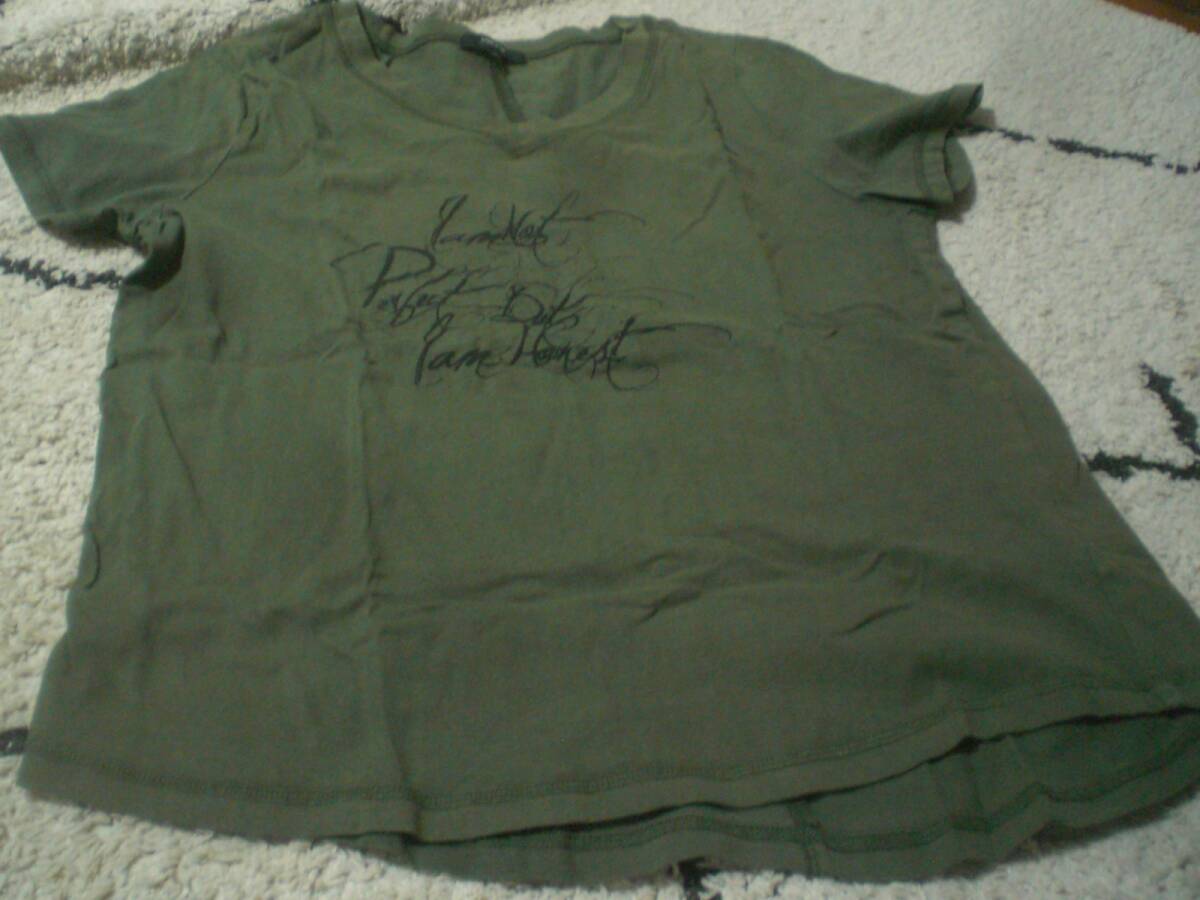 I am Not
Perfect But
I am Honest